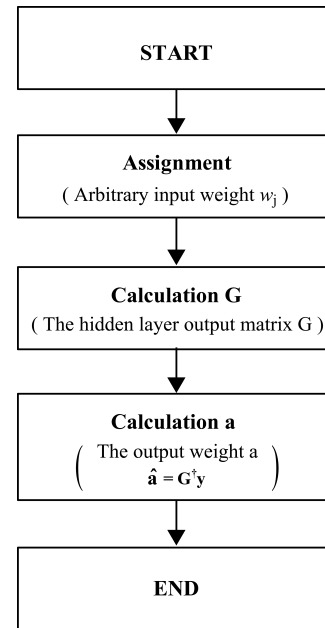 START
Assignment
( Arbitrary input weight wj )
Calculation G
( The hidden layer output matrix G )
Calculation a
( The output weight a
â = G†y )
END